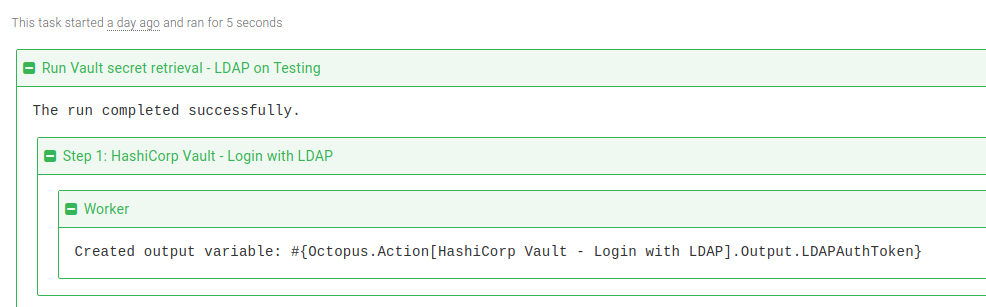 This task started a day ago and ran for 5 seconds
Run Vault secret retrieval - LDAP on Testing
The run completed successfully.
Step 1: HashiCorp Vault - Login with LDAP
Worker
Created output variable: #{Octopus.Action[HashiCorp Vault - Login with LDAP].Output.LDAPAuthToken}